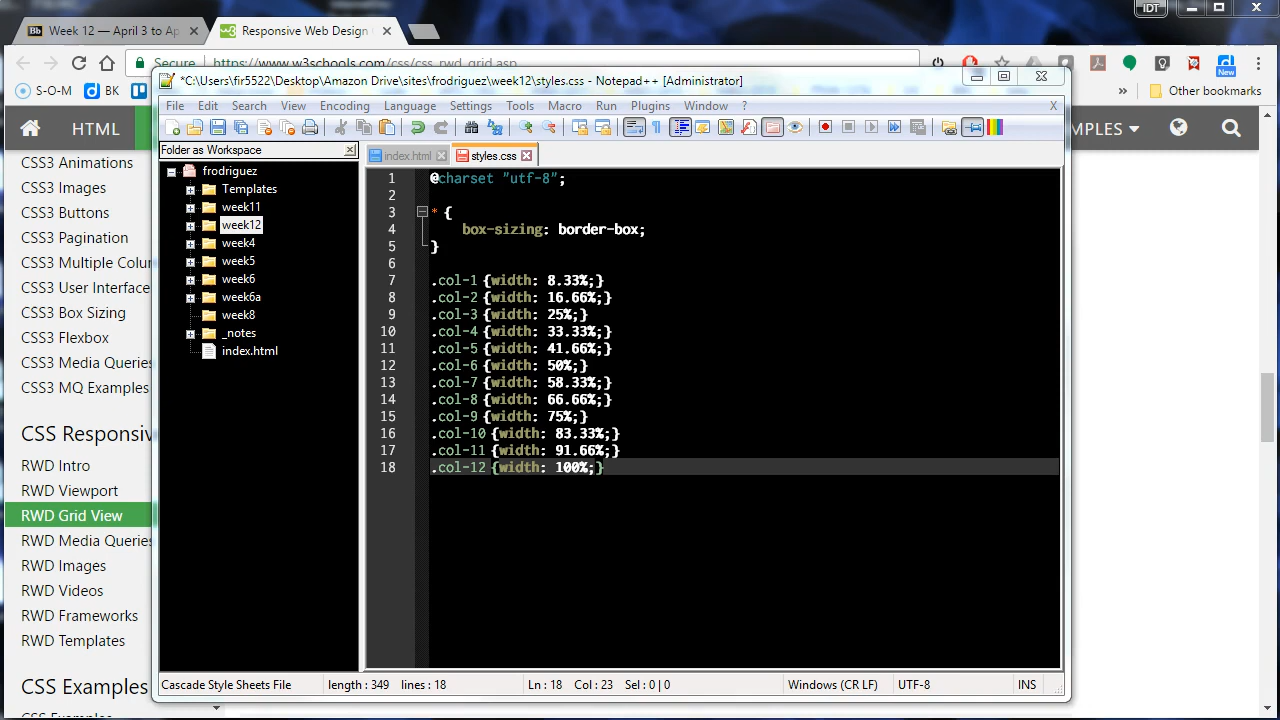 IDT
Week 12 — April 3 to Ap
Responsive Web Design
Secure
https://www.w3schools.com/css/css_rwd_grid.asp
S-O-M
BK
New
Other bookmarks
*C:\Users\fir5522\Desktop\Amazon Drive\sites\frodriguez\week12\styles.css - Notepad++ [Administrator]
File Edit Search View Encoding Language Settings Tools Macro Run Plugins Window ? X
Folder as Workspace
frodriguez
Templates
week11
week12
week4
week5
week6
week6a
week8
_notes
index.html
index.html
styles.css
1 @charset "utf-8";
2
3 * {
4 box-sizing: border-box;
5 }
6
7 .col-1 {width: 8.33%;}
8 .col-2 {width: 16.66%;}
9 .col-3 {width: 25%;}
10 .col-4 {width: 33.33%;}
11 .col-5 {width: 41.66%;}
12 .col-6 {width: 50%;}
13 .col-7 {width: 58.33%;}
14 .col-8 {width: 66.66%;}
15 .col-9 {width: 75%;}
16 .col-10 {width: 83.33%;}
17 .col-11 {width: 91.66%;}
18 .col-12 {width: 100%;}
Cascade Style Sheets File length : 349 lines : 18 Ln : 18 Col : 23 Sel : 0 | 0 Windows (CR LF) UTF-8 INS
HTML
MPLES
CSS3 Animations
CSS3 Images
CSS3 Buttons
CSS3 Pagination
CSS3 Multiple Colu
CSS3 User Interface
CSS3 Box Sizing
CSS3 Flexbox
CSS3 Media Queries
CSS3 MQ Examples
CSS Responsiv
RWD Intro
RWD Viewport
RWD Grid View
RWD Media Queries
RWD Images
RWD Videos
RWD Frameworks
RWD Templates
CSS Examples